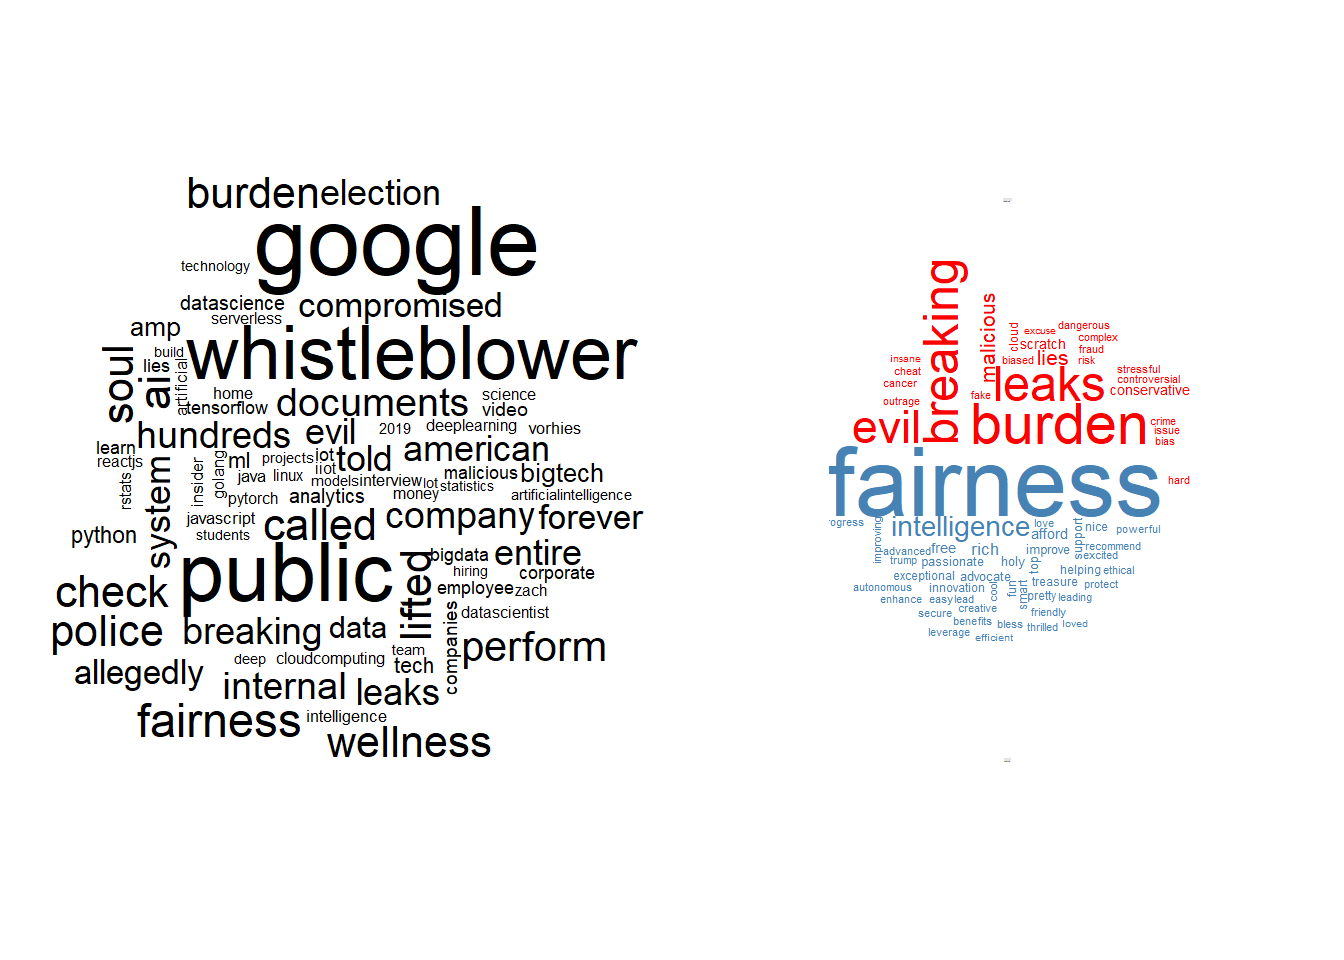 burden election
google
technology
datascience compromised
serverless
amp
whistleblower
build
lies
soul
ai
artificial
home
tensorflow documents science
video
hundreds evil 2019 deeplearning vorhies
learn
reactjs
american
ml projects iot told
iiot
java linux models interview lot malicious bigtech
statistics
rstats
insider
golang
system
pytorch analytics money artificialintelligence
javascript
students
called company forever
python
public
bigdata entire
hiring
corporate
lifted
employee zach
check
datascientist
police breaking data
companies
team
tech
perform
deep cloudcomputing
allegedly internal leaks
fairness intelligence
wellness
breaking
malicious
cloud
excuse dangerous
complex
scratch
fraud
biased lies risk
insane
cheat
cancer
stressful
controversial
conservative
fake leaks
outrage
evil burden
crime
issue
bias
fairness
hard
rogress
improving
intelligence love
afford
support
nice powerful
advanced free rich improve
recommend
excited
trump passionate holy
top
helping ethical
exceptional advocate
treasure protect
autonomous innovation
cool
fun
smart
enhance easy lead
pretty leading
creative
secure
friendly
benefits bless thrilled loved
leverage
efficient